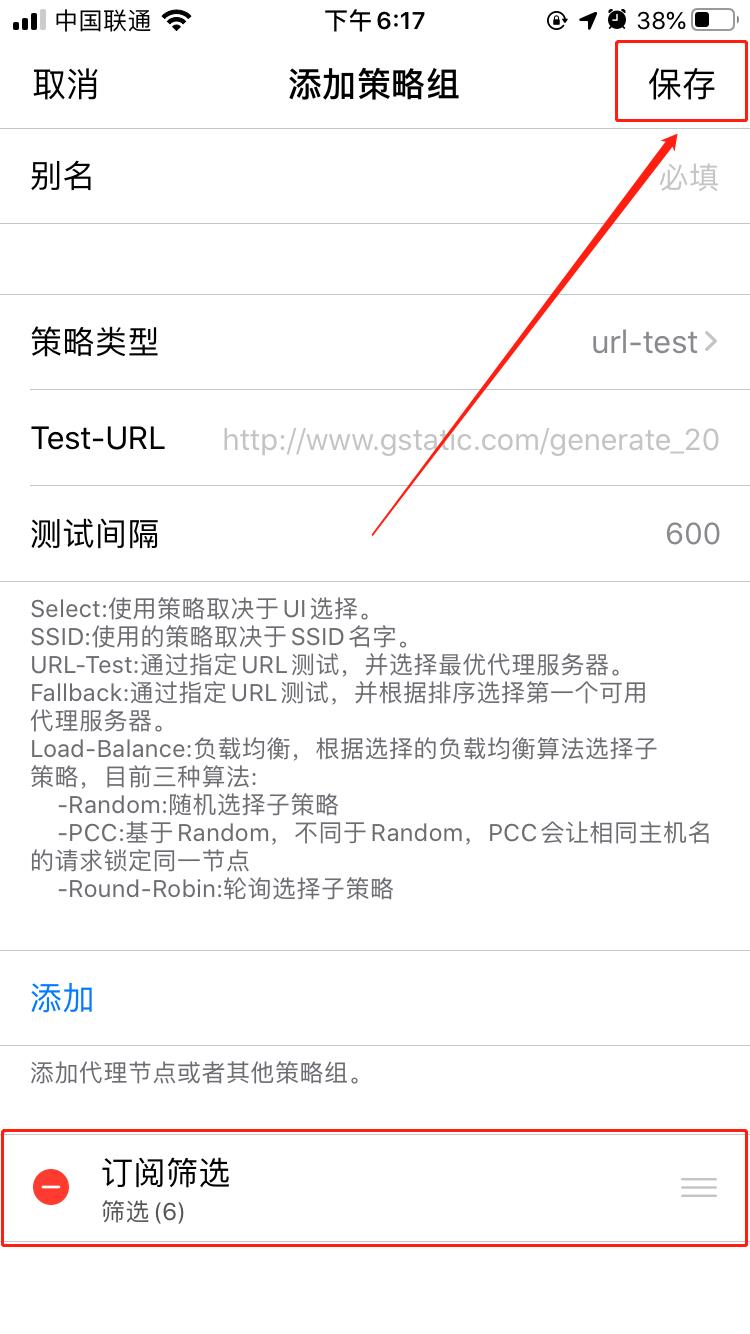 中国联通 下午6:17 38%
取消 添加策略组 保存
别名 必填
策略类型 url-test
Test-URL http://www.gstatic.com/generate_20
测试间隔 600
Select:使用策略取决于UI选择。
SSID:使用的策略取决于SSID名字。
URL-Test:通过指定URL测试，并选择最优代理服务器。
Fallback:通过指定URL测试，并根据排序选择第一个可用
代理服务器。
Load-Balance:负载均衡，根据选择的负载均衡算法选择子
策略，目前三种算法:
-Random:随机选择子策略
-PCC:基于Random，不同于Random，PCC会让相同主机名
的请求锁定同一节点
-Round-Robin:轮询选择子策略
添加
添加代理节点或者其他策略组。
订阅筛选
筛选(6)